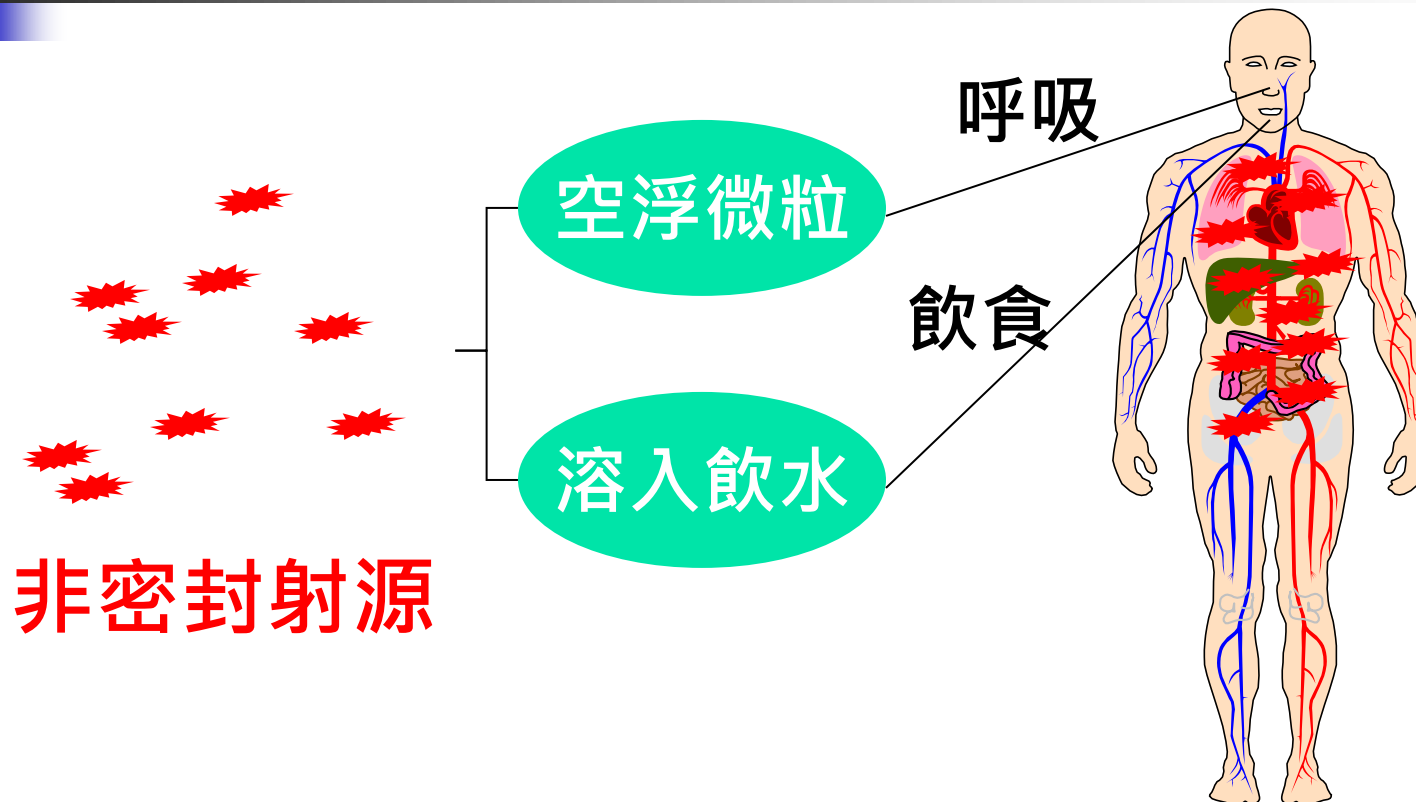 呼吸
空浮微粒
飲食
溶入飲水
非密封射源